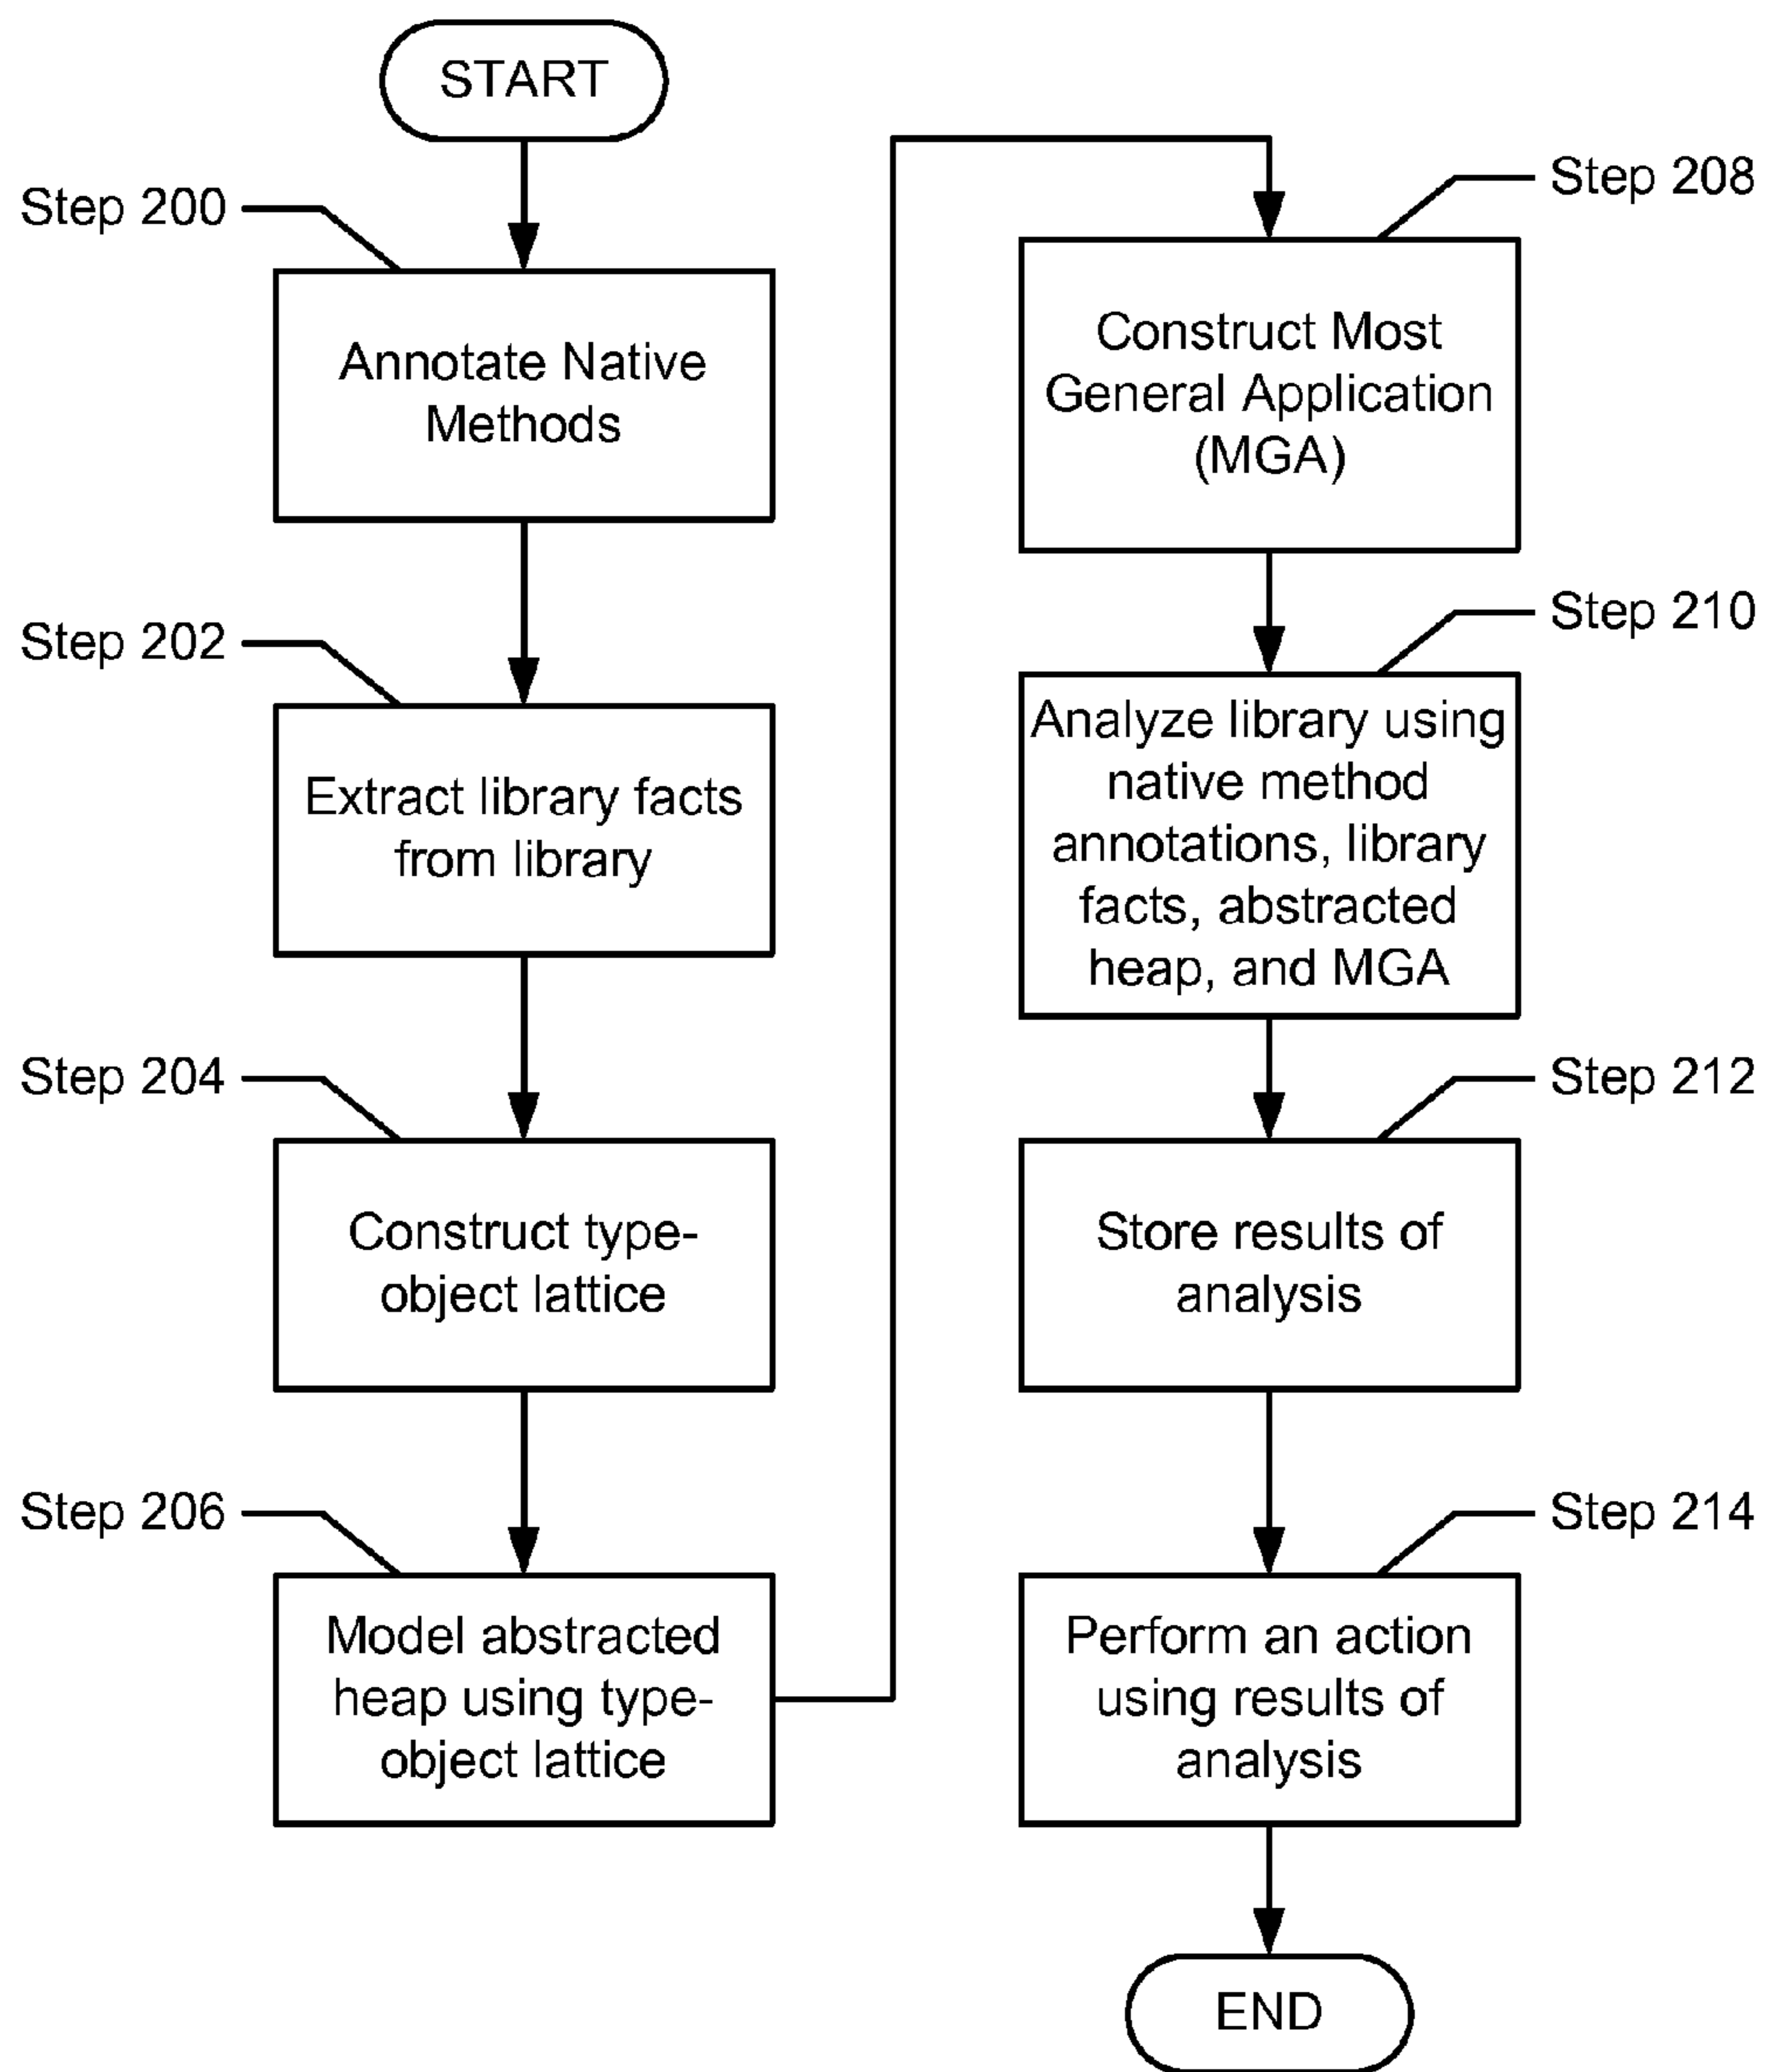 START
Step 200
Annotate Native
Methods
Step 202
Extract library facts
from library
Step 204
Construct type-
object lattice
Step 206
Model abstracted
heap using type-
object lattice
Step 208
Construct Most
General Application
(MGA)
Step 210
Analyze library using
native method
annotations, library
facts, abstracted
heap, and MGA
Step 212
Store results of
analysis
Step 214
Perform an action
using results of
analysis
END